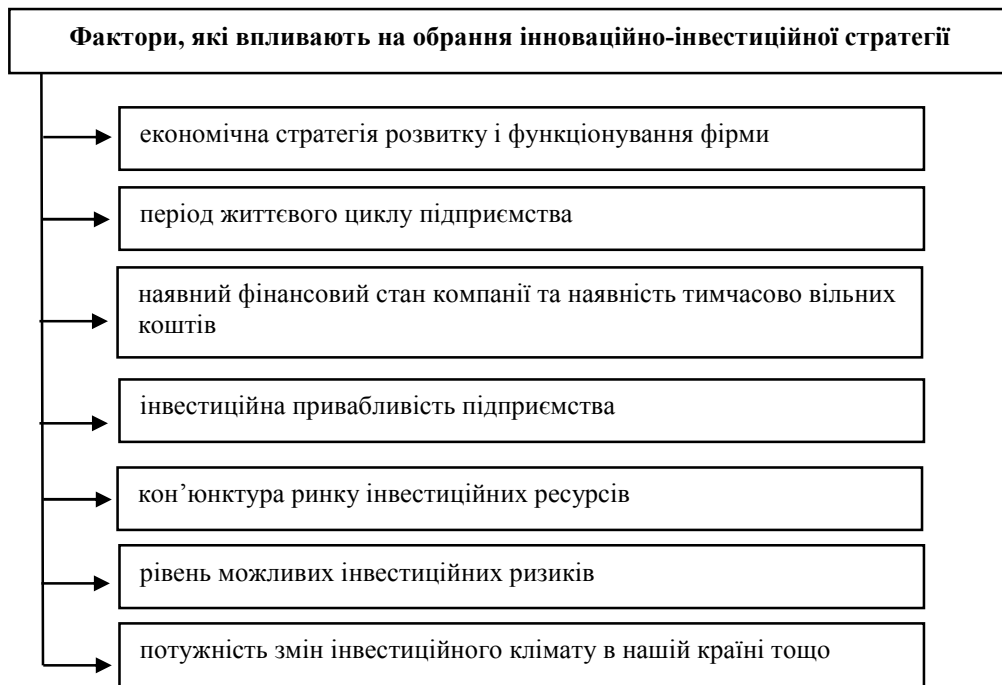 Фактори, які впливають на обрання інноваційно-інвестиційної стратегії
економічна стратегія розвитку і функціонування фірми
період життєвого циклу підприємства
наявний фінансовий стан компанії та наявність тимчасово вільних
коштів
інвестиційна привабливість підприємства
кон’юнктура ринку інвестиційних ресурсів
рівень можливих інвестиційних ризиків
потужність змін інвестиційного клімату в нашій країні тощо